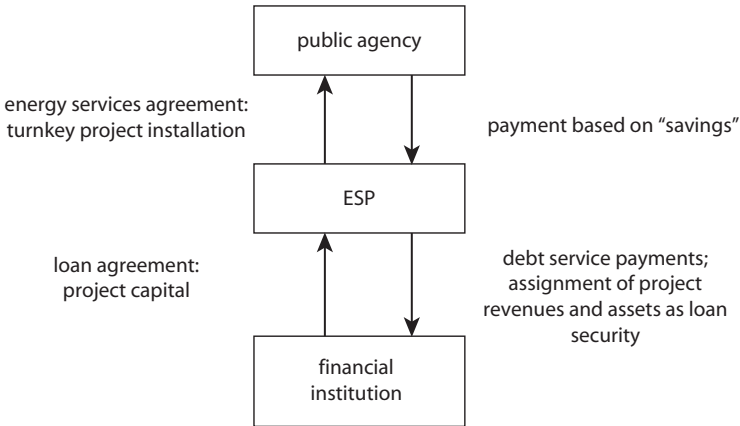 public agency
energy services agreement:
turnkey project installation
payment based on “savings”
ESP
loan agreement:
project capital
debt service payments;
assignment of project
revenues and assets as loan
security
financial
institution